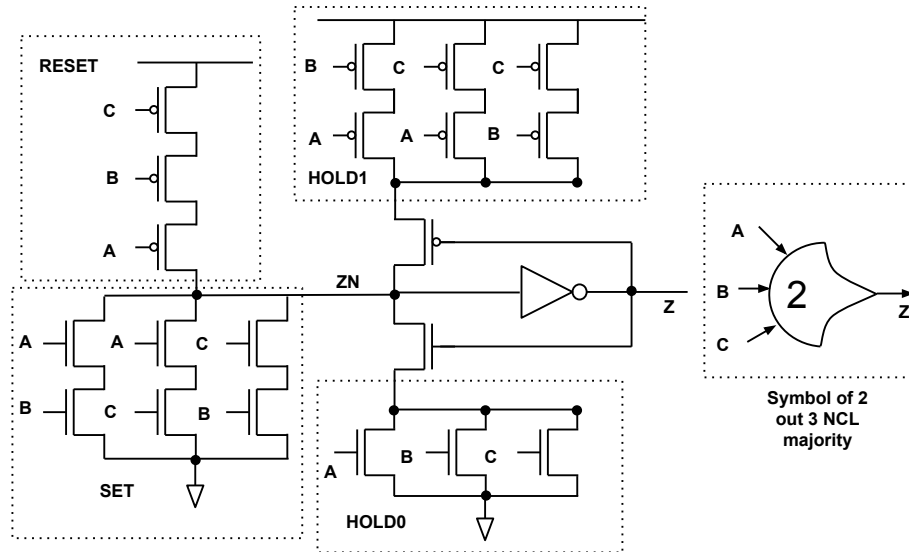 RESET
C
B
A
B C C
A A B
HOLD1
ZN
Z
A A C
B C B
SET
A B C
HOLD0
A
B
C
2
Z
Symbol of 2
out 3 NCL
majority